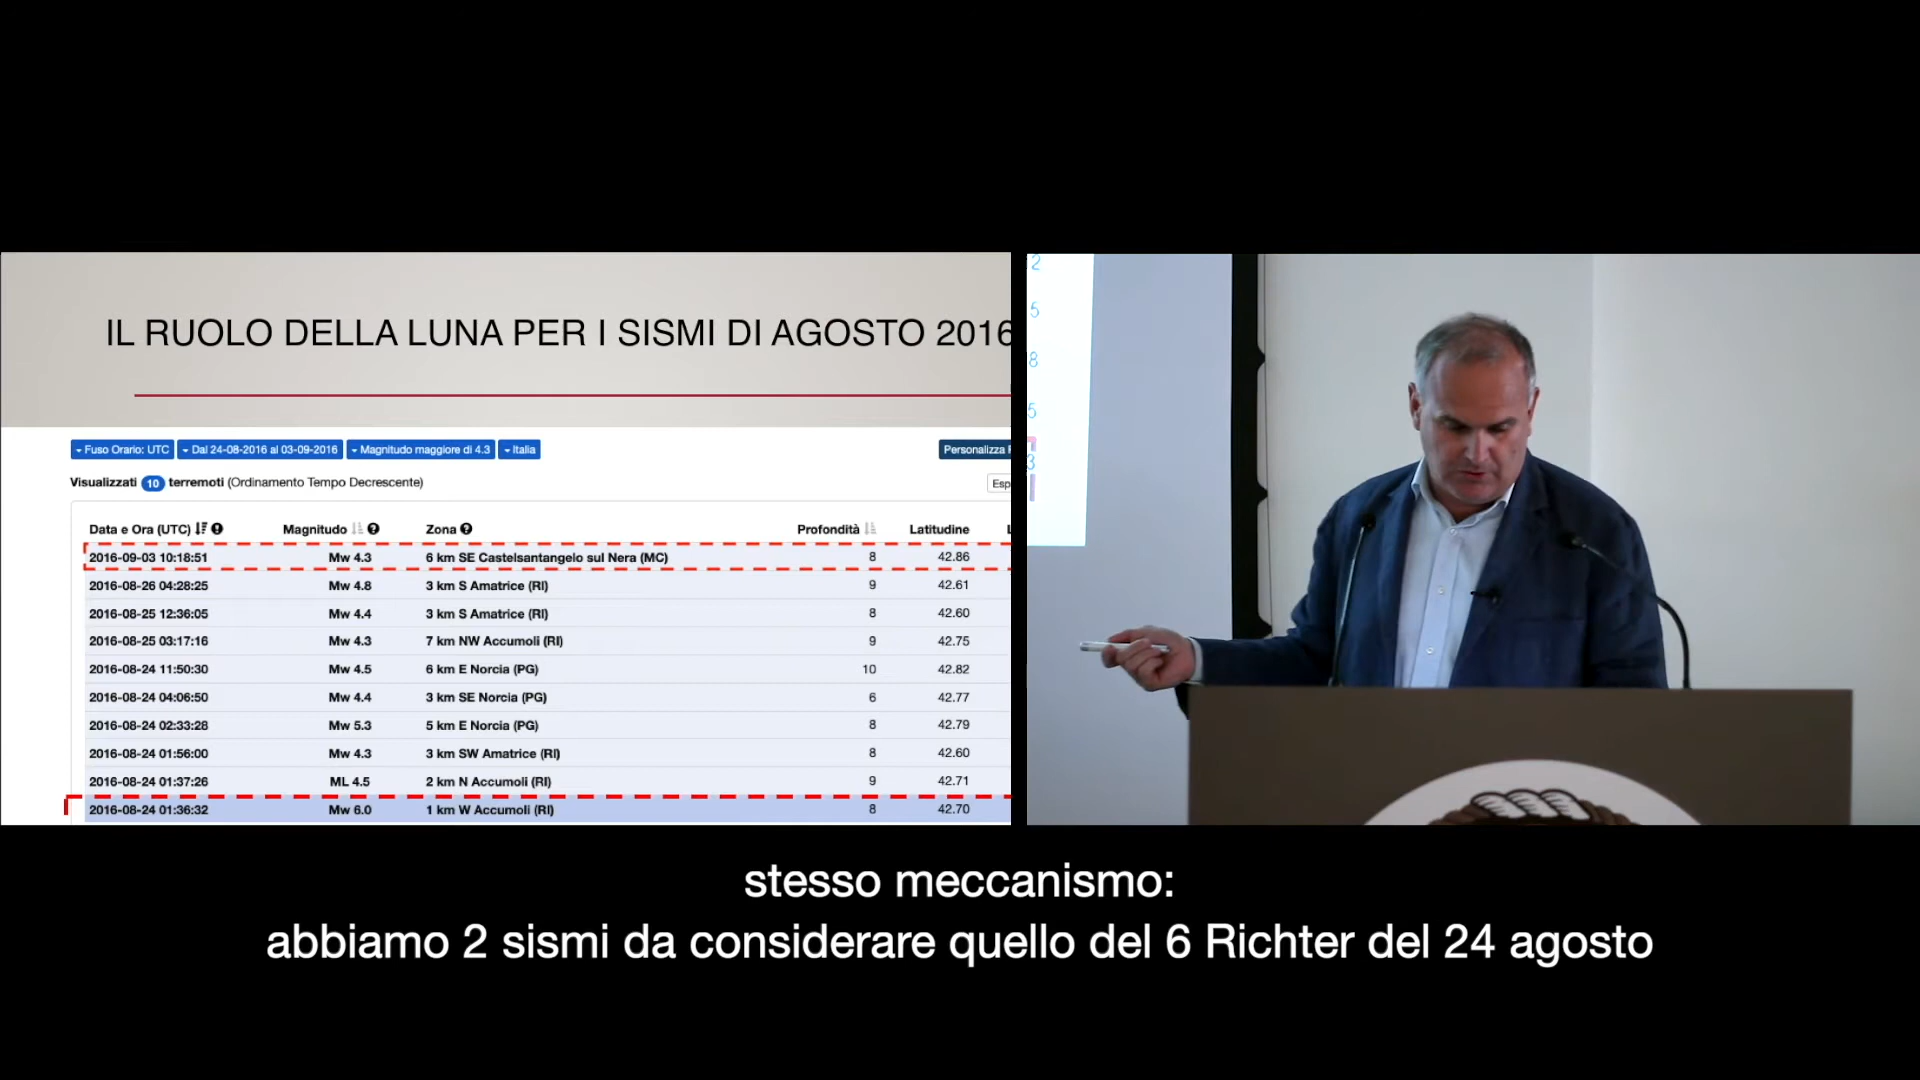 IL RUOLO DELLA LUNA PER I SISMI DI AGOSTO 2016
Fuso Orario: UTC Dal 24-08-2016 al 03-09-2016 Magnitudo maggiore di 4.3 Italia Personalizza
Visualizzati 10 terremoti (Ordinamento Tempo Decrescente)
Data e Ora (UTC) Magnitudo Zona Profondità Latitudine
2016-09-03 10:18:51 Mw 4.3 6 km SE Castelsantangelo sul Nera (MC) 8 42.86
2016-08-26 04:28:25 Mw 4.8 3 km S Amatrice (RI) 9 42.61
2016-08-25 12:36:05 Mw 4.4 3 km S Amatrice (RI) 8 42.60
2016-08-25 03:17:16 Mw 4.3 7 km NW Accumoli (RI) 9 42.75
2016-08-24 11:50:30 Mw 4.5 6 km E Norcia (PG) 10 42.82
2016-08-24 04:06:50 Mw 4.4 3 km SE Norcia (PG) 6 42.77
2016-08-24 02:33:28 Mw 5.3 5 km E Norcia (PG) 8 42.79
2016-08-24 01:56:00 Mw 4.3 3 km SW Amatrice (RI) 8 42.60
2016-08-24 01:37:26 ML 4.5 2 km N Accumoli (RI) 9 42.71
2016-08-24 01:36:32 Mw 6.0 1 km W Accumoli (RI) 8 42.70
2
5
8
5
3
stesso meccanismo:
abbiamo 2 sismi da considerare quello del 6 Richter del 24 agosto